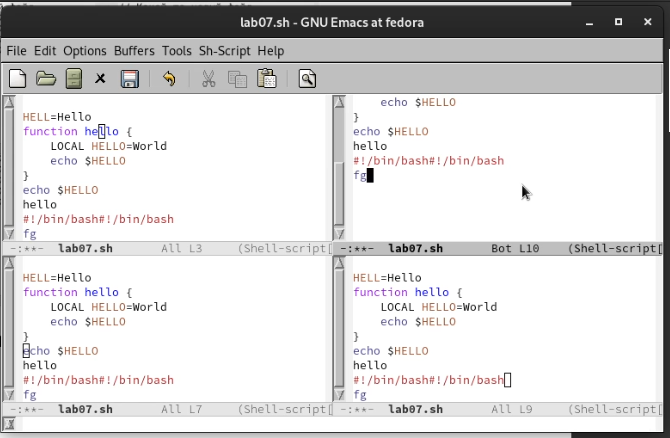 lab07.sh - GNU Emacs at fedora
File Edit Options Buffers Tools Sh-Script Help
HELL=Hello
function hello {
    LOCAL HELLO=World
    echo $HELLO
}
echo $HELLO
hello
#!/bin/bash#!/bin/bash
fg
-:**- lab07.sh All L3 (Shell-script[
    echo $HELLO
}
echo $HELLO
hello
#!/bin/bash#!/bin/bash
fg
-:**- lab07.sh Bot L10 (Shell-script[
HELL=Hello
function hello {
    LOCAL HELLO=World
    echo $HELLO
}
echo $HELLO
hello
#!/bin/bash#!/bin/bash
fg
-:**- lab07.sh All L7 (Shell-script[
HELL=Hello
function hello {
    LOCAL HELLO=World
    echo $HELLO
}
echo $HELLO
hello
#!/bin/bash#!/bin/bash
fg
-:**- lab07.sh All L9 (Shell-script[